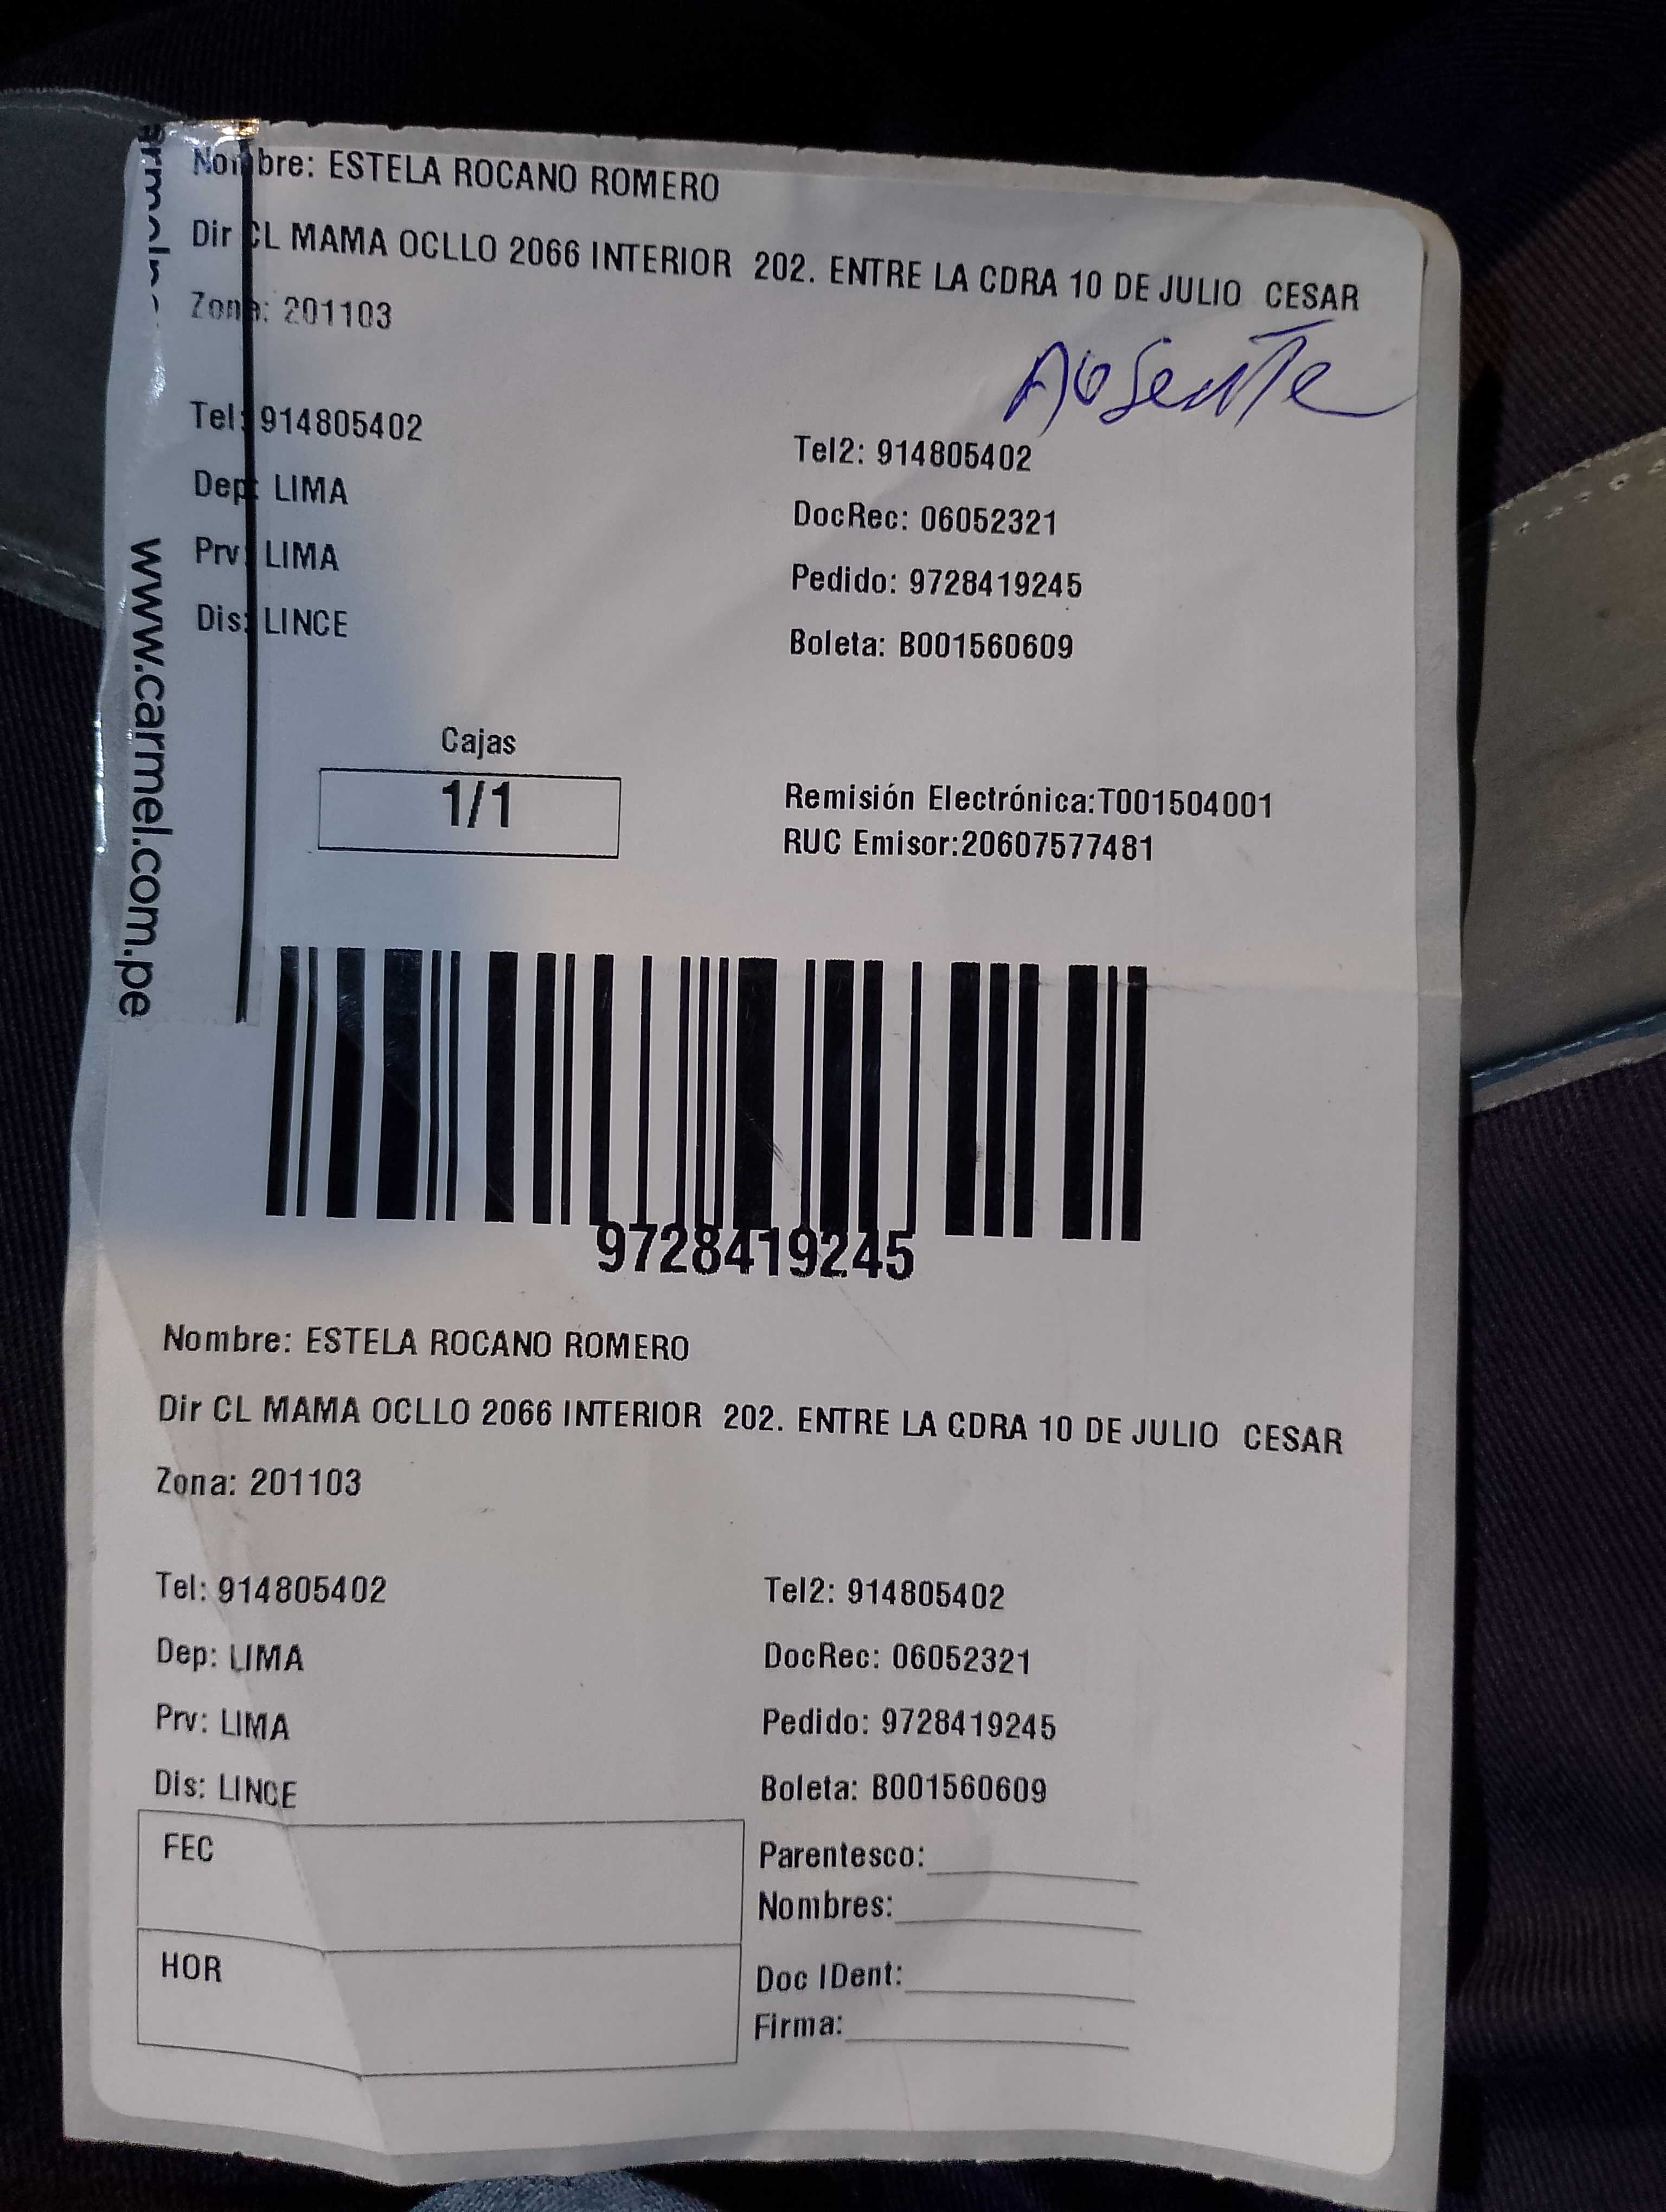 Nombre: ESTELA ROCANO ROMERO
Dir CL MAMA OCLLO 2066 INTERIOR 202. ENTRE LA CDRA 10 DE JULIO CESAR
Zona: 201103
Ausente
Tel: 914805402
Tel2: 914805402
Dep: LIMA
DocRec: 06052321
Prv: LIMA
Pedido: 9728419245
Dis: LINCE
Boleta: B001560609
Cajas
1/1
Remisión Electrónica:T001504001
RUC Emisor:20607577481
www.carmel.com.pe
9728419245
Nombre: ESTELA ROCANO ROMERO
Dir CL MAMA OCLLO 2066 INTERIOR 202. ENTRE LA CDRA 10 DE JULIO CESAR
Zona: 201103
Tel: 914805402
Tel2: 914805402
Dep: LIMA
DocRec: 06052321
Prv: LIMA
Pedido: 9728419245
Dis: LINCE
Boleta: B001560609
FEC
Parentesco:
Nombres:
HOR
Doc IDent:
Firma: